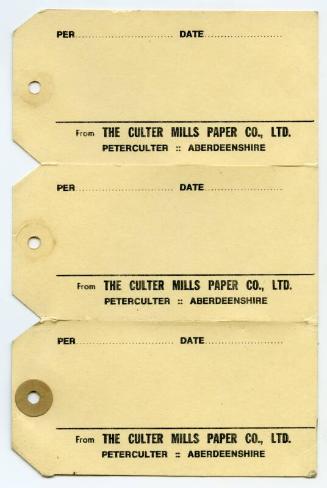 PER.............................. DATE........................
From THE CULTER MILLS PAPER CO., LTD.
PETERCULTER :: ABERDEENSHIRE
PER.............................. DATE........................
From THE CULTER MILLS PAPER CO., LTD.
PETERCULTER :: ABERDEENSHIRE
PER.............................. DATE........................
From THE CULTER MILLS PAPER CO., LTD.
PETERCULTER :: ABERDEENSHIRE